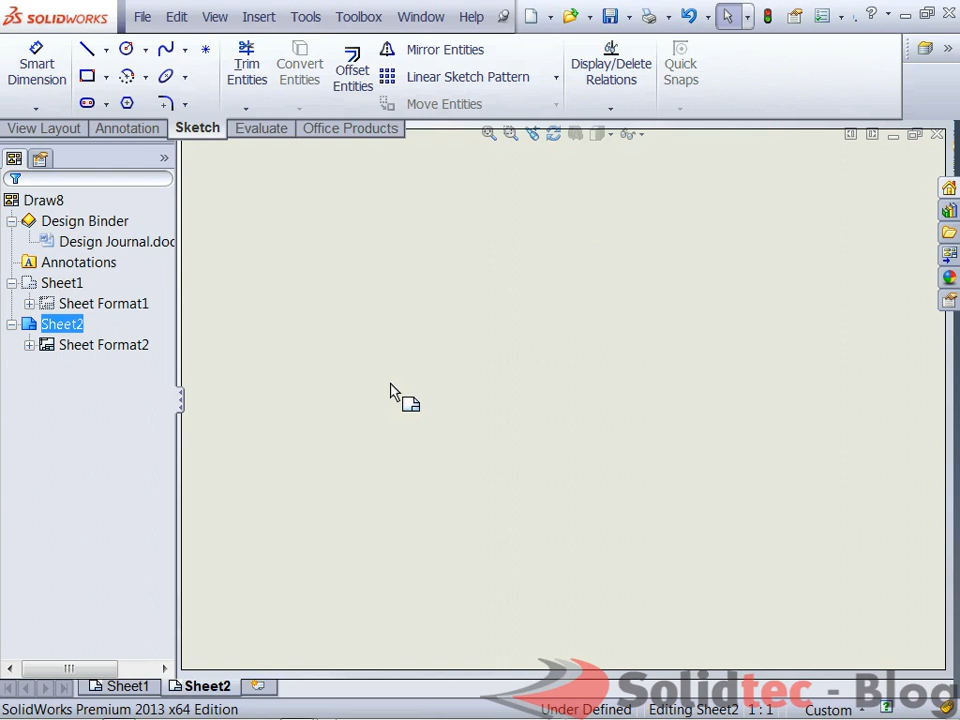 SOLIDWORKS File Edit View Insert Tools Toolbox Window Help
Smart Dimension
Trim Entities
Convert Entities
Offset Entities
Mirror Entities
Linear Sketch Pattern
Move Entities
Display/Delete Relations
Quick Snaps
View Layout Annotation Sketch Evaluate Office Products
Draw8
Design Binder
Design Journal.doc
Annotations
Sheet1
Sheet Format1
Sheet2
Sheet Format2
Sheet1 Sheet2
Solidtec - Blog
SolidWorks Premium 2013 x64 Edition Under Defined Editing Sheet2 1 : 1 Custom